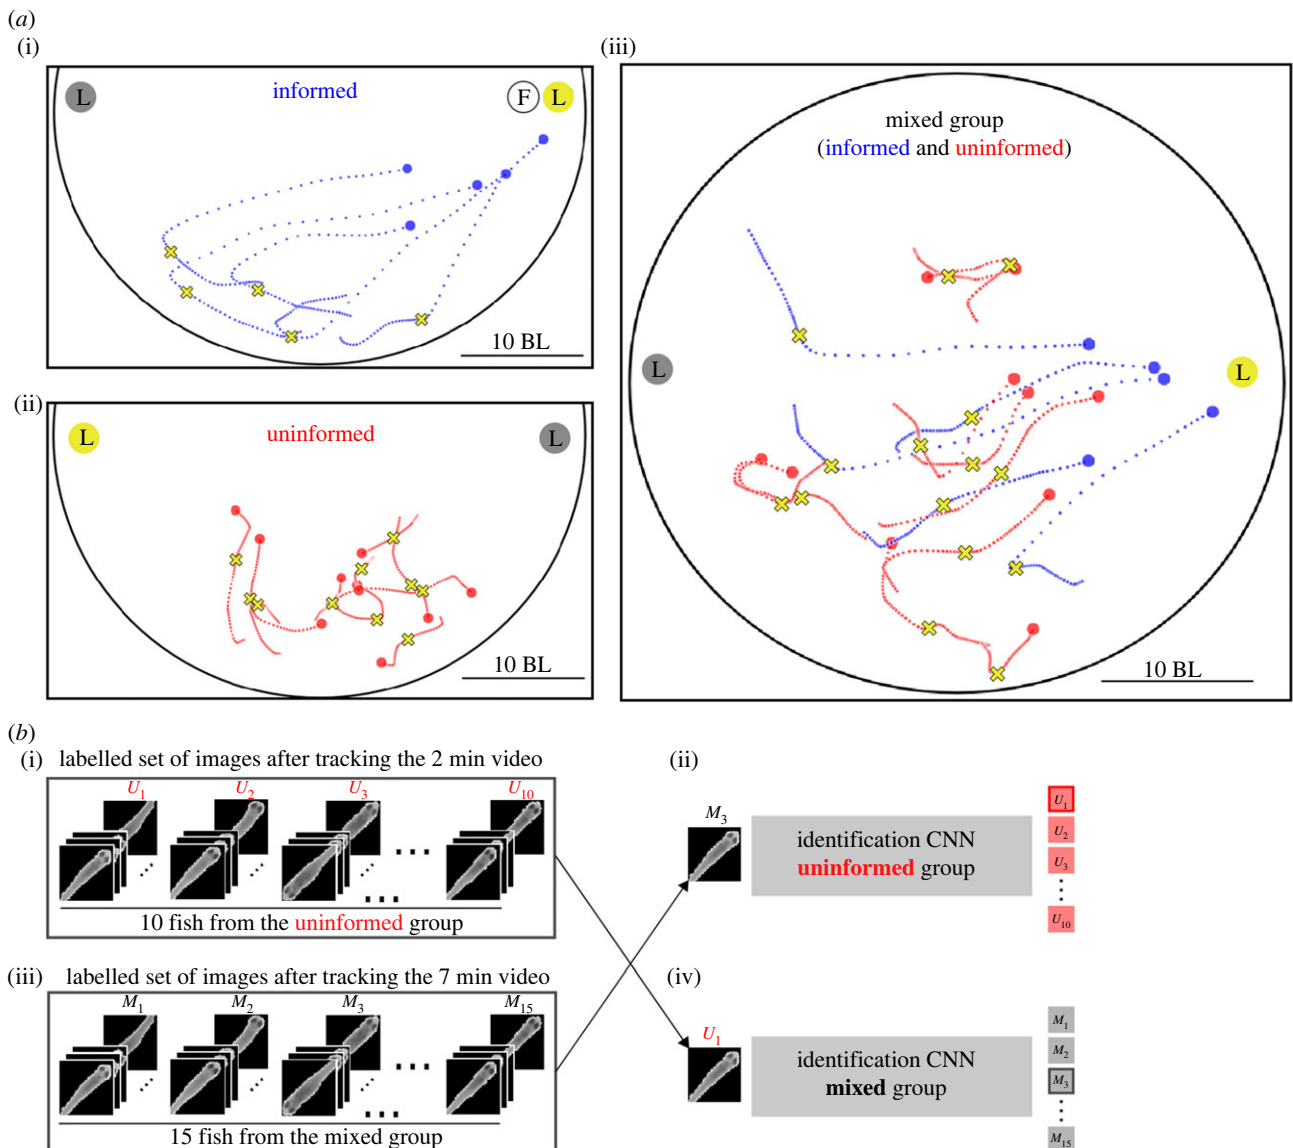 (a)
(i)
L
informed
F
L
10 BL
(ii)
L
uninformed
L
10 BL
(iii)
mixed group
(informed and uninformed)
L
L
10 BL
(b)
(i)
labelled set of images after tracking the 2 min video
U1
U2
U3
U10
10 fish from the uninformed group
(ii)
M3
identification CNN
uninformed group
U1
U2
U3
U10
(iii)
labelled set of images after tracking the 7 min video
M1
M2
M3
M15
15 fish from the mixed group
(iv)
U1
identification CNN
mixed group
M1
M2
M3
M15